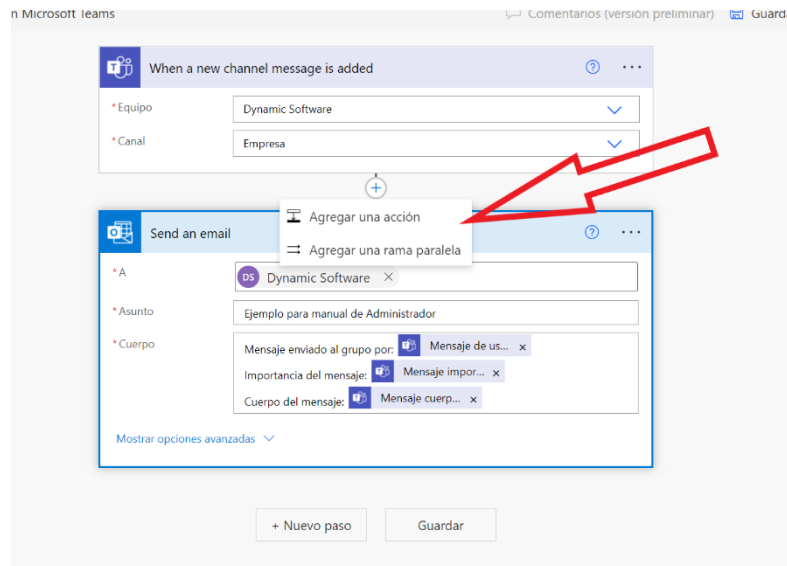 n Microsoft Teams
Comentarios (versión preliminar)
Guard
When a new channel message is added
*Equipo
Dynamic Software
*Canal
Empresa
Agregar una acción
Agregar una rama paralela
Send an email
*A
DS Dynamic Software ×
*Asunto
Ejemplo para manual de Administrador
*Cuerpo
Mensaje enviado al grupo por: Mensaje de us... x
Importancia del mensaje: Mensaje impor... x
Cuerpo del mensaje: Mensaje cuerp... x
Mostrar opciones avanzadas
+ Nuevo paso
Guardar